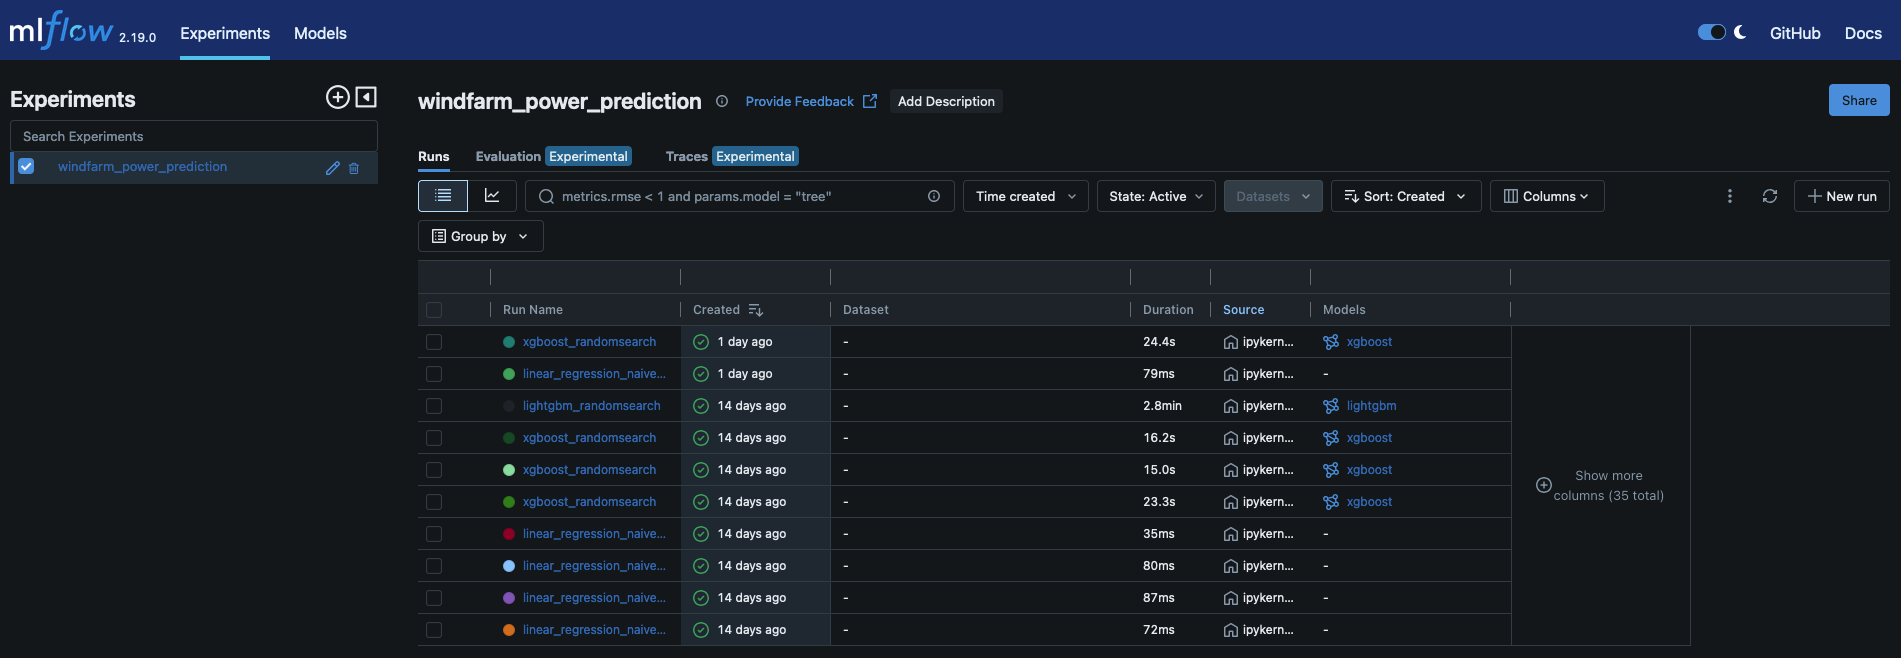 mlflow 2.19.0 Experiments Models GitHub Docs
Experiments
Search Experiments
windfarm_power_prediction
windfarm_power_prediction Provide Feedback Add Description Share
Runs Evaluation Experimental Traces Experimental
metrics.rmse < 1 and params.model = "tree" Time created State: Active Datasets Sort: Created Columns New run
Group by
Run Name Created Dataset Duration Source Models
xgboost_randomsearch 1 day ago - 24.4s ipykern... xgboost
linear_regression_naive... 1 day ago - 79ms ipykern... -
lightgbm_randomsearch 14 days ago - 2.8min ipykern... lightgbm
xgboost_randomsearch 14 days ago - 16.2s ipykern... xgboost
xgboost_randomsearch 14 days ago - 15.0s ipykern... xgboost
xgboost_randomsearch 14 days ago - 23.3s ipykern... xgboost
linear_regression_naive... 14 days ago - 35ms ipykern... -
linear_regression_naive... 14 days ago - 80ms ipykern... -
linear_regression_naive... 14 days ago - 87ms ipykern... -
linear_regression_naive... 14 days ago - 72ms ipykern... -
Show more
columns (35 total)